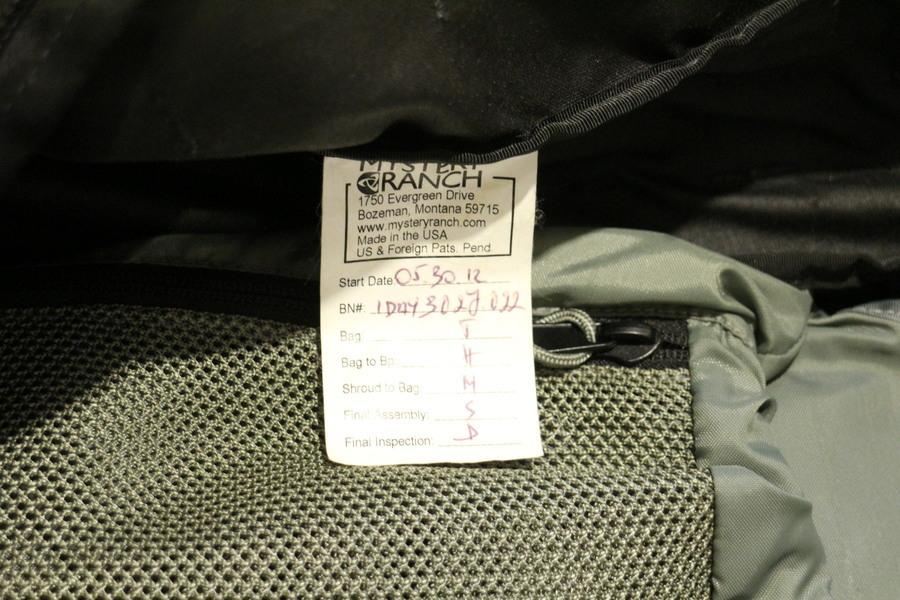 MYSTERY
RANCH
1750 Evergreen Drive
Bozeman, Montana 59715
www.mysteryranch.com
Made in the USA
US & Foreign Pats. Pend.
Start Date: 05.30.12
BN#:
Bag: T
Bag to Bp: H
Shroud to Bag: M
Final Assembly: S
Final Inspection: D